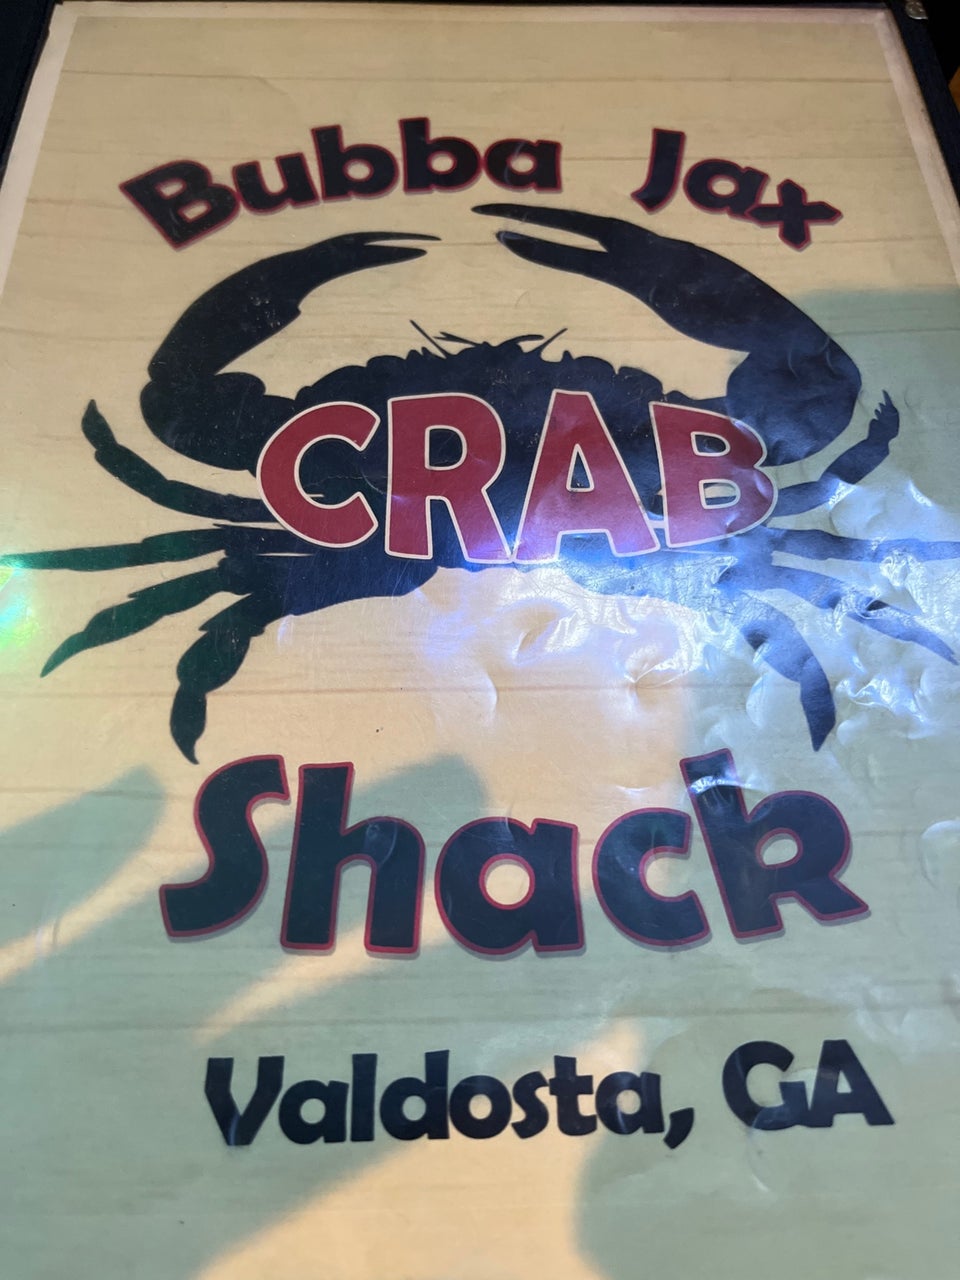 Bubba Jax
CRAB
Shack
Valdosta, GA